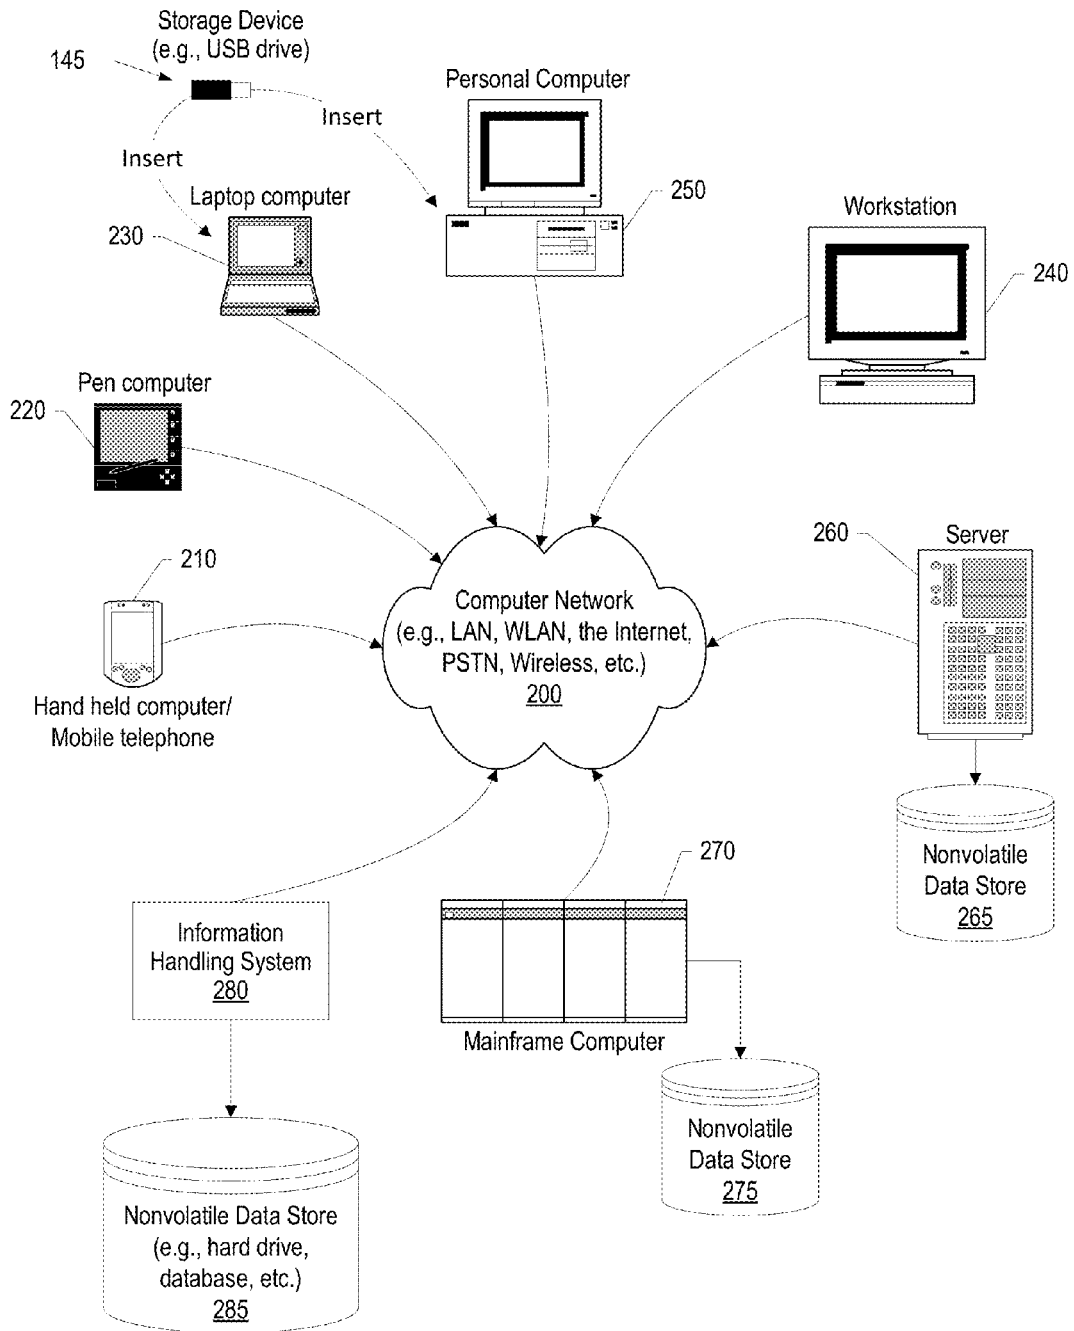 Storage Device
(e.g., USB drive)
145
Personal Computer
Insert
Insert
Laptop computer
250
Workstation
230
240
Pen computer
220
260
Server
210
Computer Network
(e.g., LAN, WLAN, the Internet,
PSTN, Wireless, etc.)
200
Hand held computer/
Mobile telephone
270
Nonvolatile
Data Store
265
Information
Handling System
280
Mainframe Computer
Nonvolatile
Data Store
275
Nonvolatile Data Store
(e.g., hard drive,
database, etc.)
285